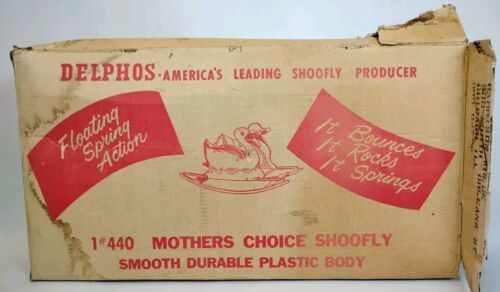 DELPHOS · AMERICA'S LEADING SHOOFLY PRODUCER
Floating
Spring
Action
It Bounces
It Rocks
It Springs
1 #440 MOTHERS CHOICE SHOOFLY
SMOOTH DURABLE PLASTIC BODY